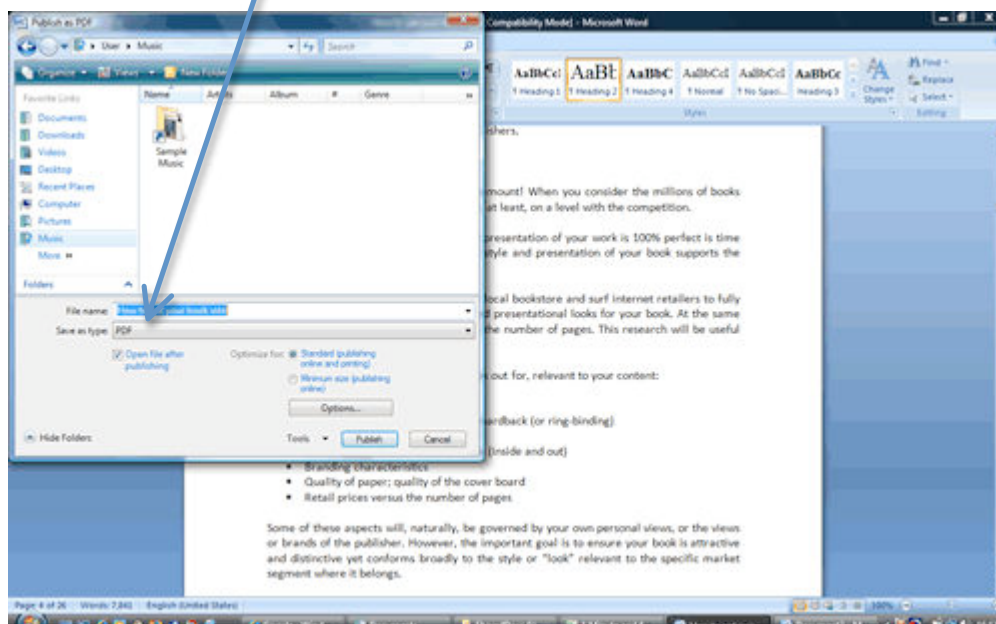 Publish as PDF
Compatibility Mode] - Microsoft Word
User
Music
Search
Organize
Views
New Folder
Favorite Links
Name
Artists
Album
#
Genre
Documents
Downloads
Videos
Desktop
Recent Places
Computer
Pictures
Music
More »
Sample
Music
Folders
File name:
your book
Save as type: PDF
Open file after
publishing
Optimize for:
Standard (publishing
online and printing)
Minimum size (publishing
online)
Options...
Hide Folders
Tools
Publish
Cancel
AaBbCcI
AaBb
AaBbC
AaBbCcI
AaBbCcI
AaBbCc
Heading 1
Heading 2
Heading 4
Normal
No Spaci...
Heading 3
Change
Styles
Styles
Find
Replace
Select
Editing
shers.
mount! When you consider the millions of books
at least, on a level with the competition.
presentation of your work is 100% perfect is time
style and presentation of your book supports the
local bookstore and surf internet retailers to fully
presentational looks for your book. At the same
the number of pages. This research will be useful
out for, relevant to your content:
ardback (or ring-binding)
(Inside and out)
• Branding characteristics
• Quality of paper; quality of the cover board
• Retail prices versus the number of pages
Some of these aspects will, naturally, be governed by your own personal views, or the views
or brands of the publisher. However, the important goal is to ensure your book is attractive
and distinctive yet conforms broadly to the style or "look" relevant to the specific market
segment where it belongs.
Page: 4 of 26
Words: 7,841
English (United States)
100%